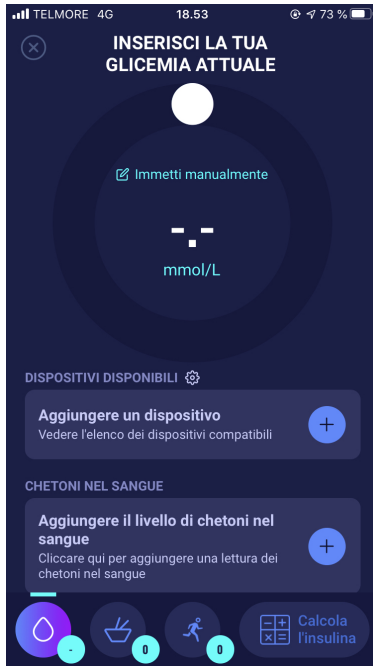 TELMORE 4G 18.53 73 %
INSERISCI LA TUA
GLICEMIA ATTUALE
Immetti manualmente
-.-
mmol/L
DISPOSITIVI DISPONIBILI
Aggiungere un dispositivo
Vedere l'elenco dei dispositivi compatibili
CHETONI NEL SANGUE
Aggiungere il livello di chetoni nel
sangue
Cliccare qui per aggiungere una lettura dei
chetoni nel sangue
- 0 0
Calcola
l'insulina